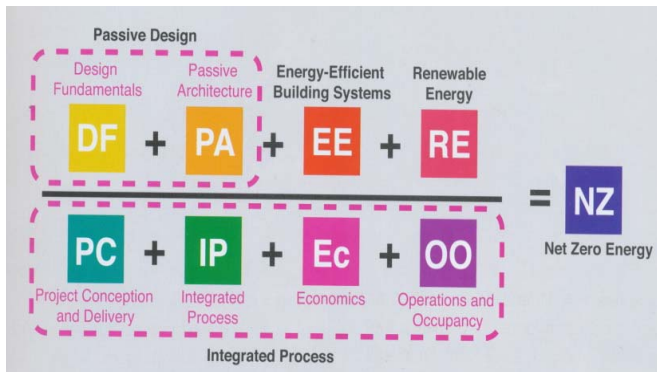 Passive Design
Design
Fundamentals
Passive
Architecture
Energy-Efficient
Building Systems
Renewable
Energy
DF + PA + EE + RE
= NZ
Net Zero Energy
PC + IP + Ec + OO
Project Conception
and Delivery
Integrated
Process
Economics
Operations and
Occupancy
Integrated Process